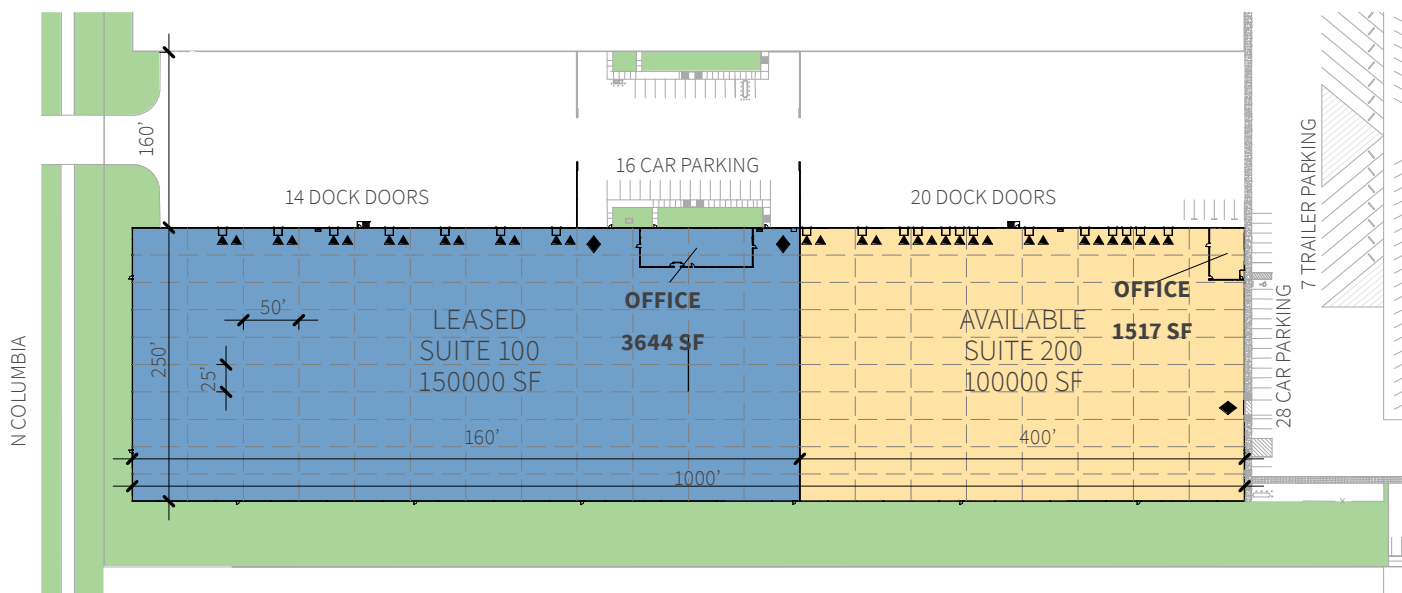 160’
16 CAR PARKING
14 DOCK DOORS
20 DOCK DOORS
7 TRAILER PARKING
28 CAR PARKING
N COLUMBIA
250’
50’
25’
LEASED
SUITE 100
150000 SF
OFFICE
3644 SF
AVAILABLE
SUITE 200
100000 SF
OFFICE
1517 SF
160’
400’
1000’